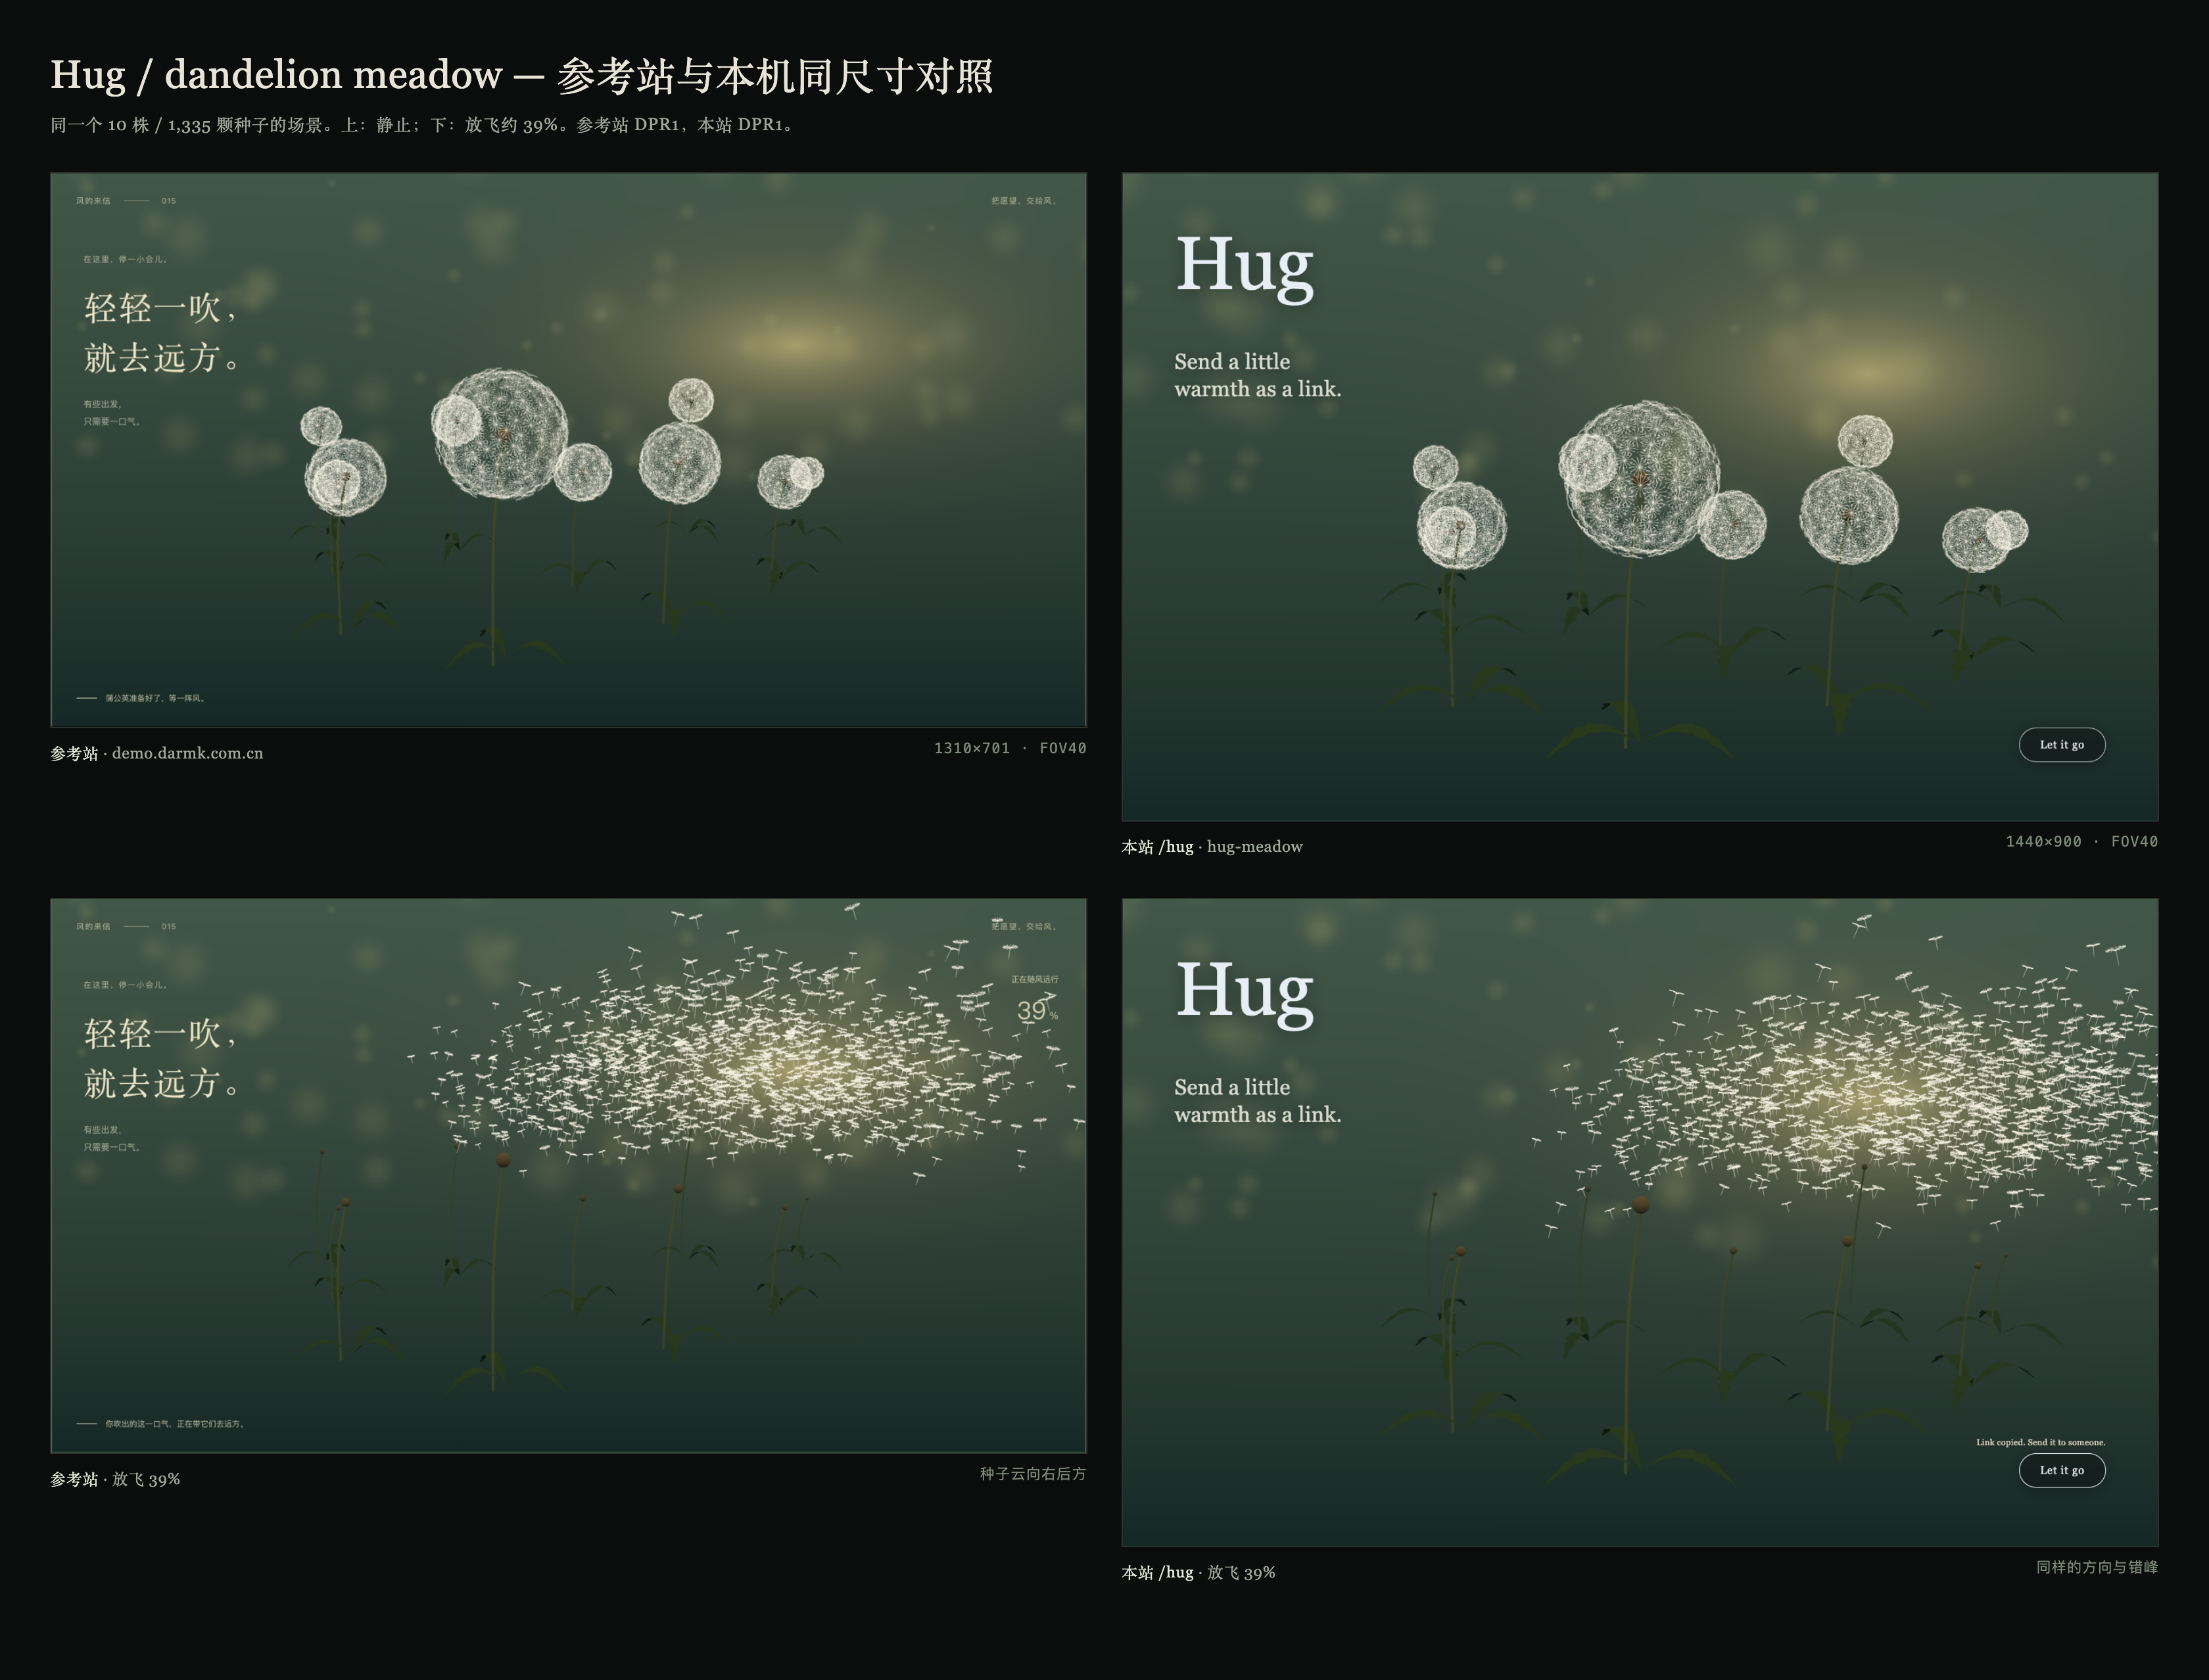 Hug / dandelion meadow — 参考站与本机同尺寸对照
同一个 10 株 / 1,335 颗种子的场景。上：静止；下：放飞约 39%。参考站 DPR1，本站 DPR1。
风的来信 —— 015
把愿望，交给风。
在这里，停一小会儿。
轻轻一吹，
就去远方。
有些出发，
只需要一口气。
—— 蒲公英准备好了，等一阵风。
参考站 · demo.darmk.com.cn
1310×701 · FOV40
Hug
Send a little
warmth as a link.
Let it go
本站 /hug · hug-meadow
1440×900 · FOV40
风的来信 —— 015
把愿望，交给风。
正在随风远行
39 %
在这里，停一小会儿。
轻轻一吹，
就去远方。
有些出发，
只需要一口气。
—— 你吹出的这一口气，正在带它们去远方。
参考站 · 放飞 39%
种子云向右后方
Hug
Send a little
warmth as a link.
Link copied. Send it to someone.
Let it go
本站 /hug · 放飞 39%
同样的方向与错峰